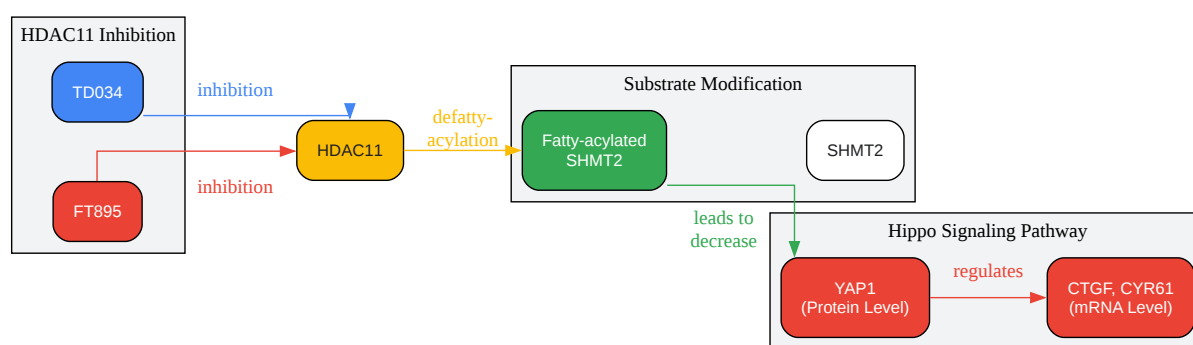 HDAC11 Inhibition
TD034
inhibition
FT895
inhibition
HDAC11
defatty-
acylation
Substrate Modification
Fatty-acylated
SHMT2
SHMT2
leads to
decrease
Hippo Signaling Pathway
YAP1
(Protein Level)
regulates
CTGF, CYR61
(mRNA Level)